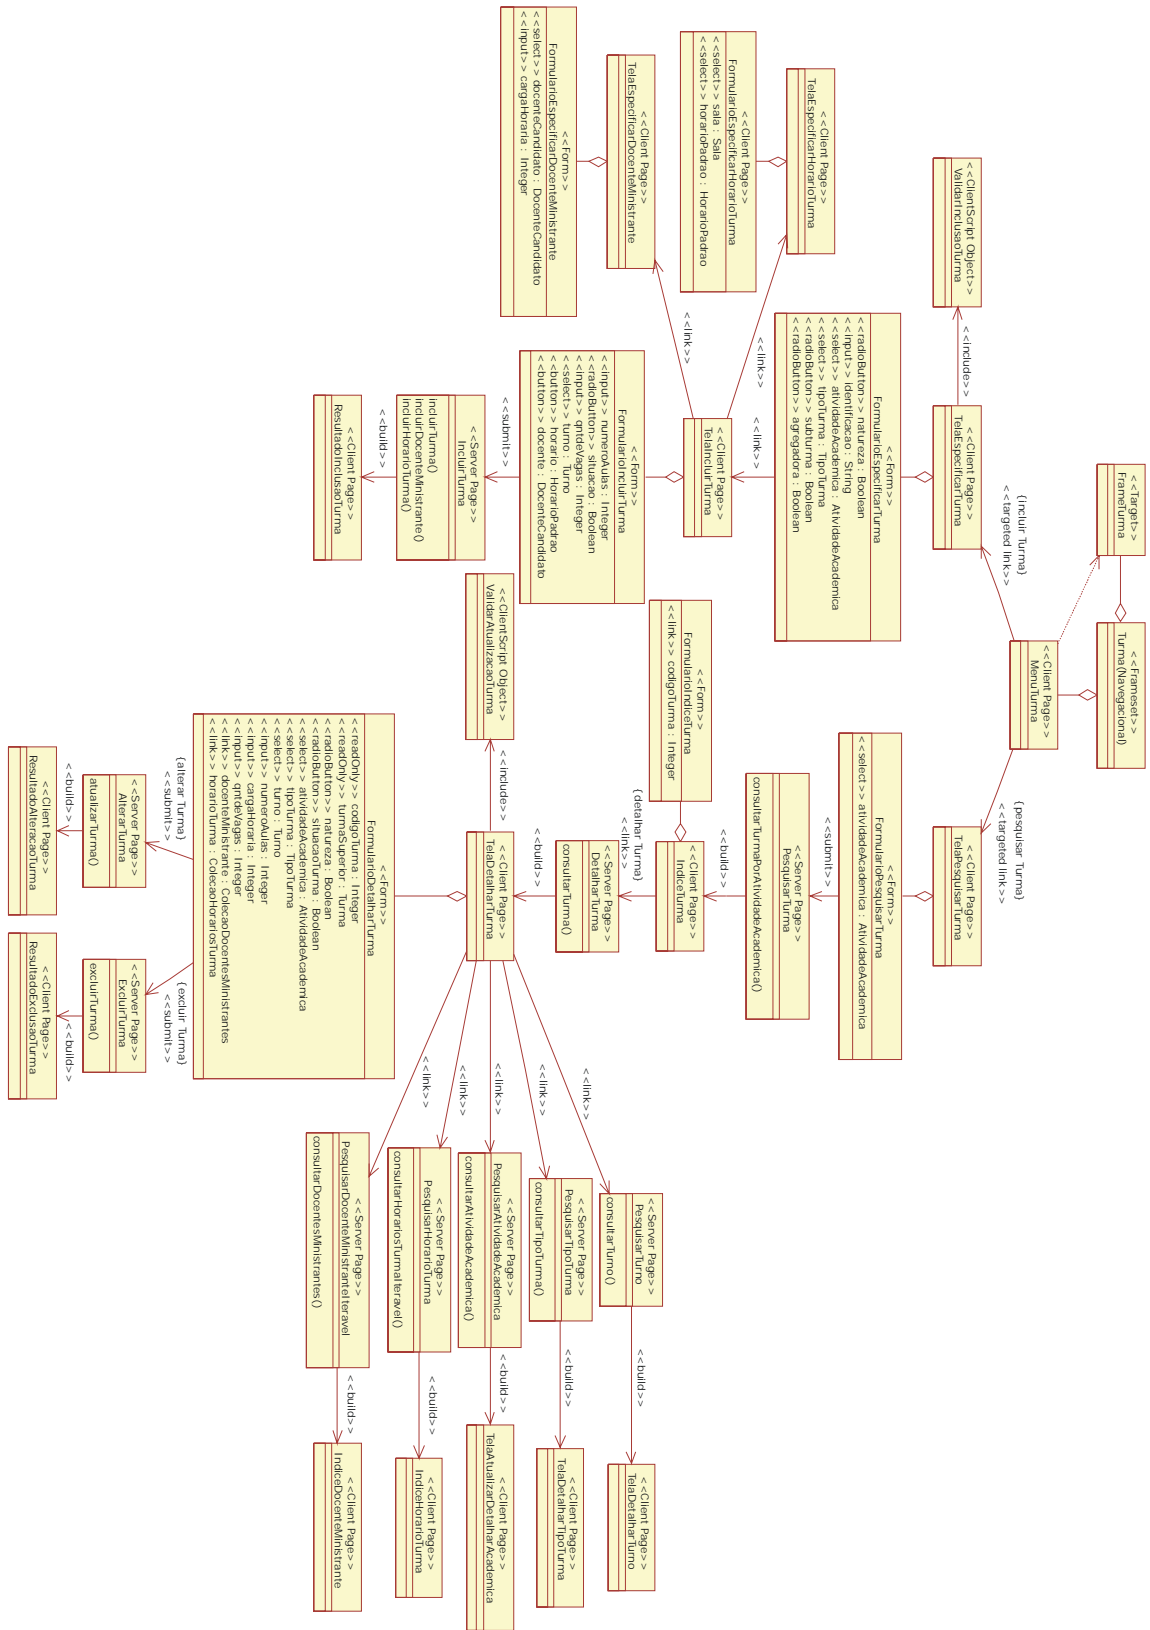 <<Target>>
FrameTurma
<<Frameset>>
Turma(Navegacional)
<<Client Page>>
MenuTurma
{incluir Turma}
<<targeted link>>
{pesquisar Turma}
<<targeted link>>
<<ClientScript Object>>
ValidarInclusaoTurma
<<include>>
<<Client Page>>
TelaEspecificarTurma
<<Client Page>>
TelaPesquisarTurma
<<Form>>
FormularioEspecificarTurma
<<radioButton>> natureza : Boolean
<<input>> identificacao : String
<<select>> atividadeAcademica : AtividadeAcademica
<<select>> tipoTurma : TipoTurma
<<radioButton>> subturma : Boolean
<<radioButton>> agregadora : Boolean
<<Form>>
FormularioPesquisarTurma
<<select>> atividadeAcademica : AtividadeAcademica
<<submit>>
<<Client Page>>
TelaEspecificarHorarioTurma
<<Client Page>>
FormularioEspecificarHorarioTurma
<<select>> sala : Sala
<<select>> horarioPadrao : HorarioPadrao
<<link>>
<<link>>
<<Server Page>>
PesquisarTurma
consultarTurmaPorAtividadeAcademica()
<<build>>
<<Client Page>>
TelaIncluirTurma
<<link>>
<<Form>>
FormularioIndiceTurma
<<link>> codigoTurma : Integer
<<Client Page>>
IndiceTurma
<<Client Page>>
TelaEspecificarDocenteMinistrante
<<Form>>
FormularioEspecificarDocenteMinistrante
<<select>> docenteCandidato : DocenteCandidato
<<input>> cargaHoraria : Integer
<<Form>>
FormularioIncluirTurma
<<input>> numeroAulas : Integer
<<radioButton>> situacao : Boolean
<<input>> qntdeVagas : Integer
<<select>> turno : Turno
<<button>> horario : HorarioPadrao
<<button>> docente : DocenteCandidato
{detalhar Turma}
<<link>>
<<Server Page>>
DetalharTurma
consultarTurma()
<<build>>
<<submit>>
<<Server Page>>
IncluirTurma
incluirTurma()
incluirDocenteMinistrante()
incluirHorarioTurma()
<<build>>
<<Client Page>>
ResultadoInclusaoTurma
<<ClientScript Object>>
ValidarAtualizacaoTurma
<<include>>
<<Client Page>>
TelaDetalharTurma
<<link>>
<<link>>
<<link>>
<<link>>
<<link>>
<<Server Page>>
PesquisarTurno
consultarTurno()
<<build>>
<<Client Page>>
TelaDetalharTurno
<<Server Page>>
PesquisarTipoTurma
consultarTipoTurma()
<<build>>
<<Client Page>>
TelaDetalharTipoTurma
<<Server Page>>
PesquisarAtividadeAcademica
consultarAtividadeAcademica()
<<build>>
<<Client Page>>
TelaAtualizarDetalharAcademica
<<Server Page>>
PesquisarHorarioTurma
consultarHorariosTurmaIteravel()
<<build>>
<<Client Page>>
IndiceHorarioTurma
<<Server Page>>
PesquisarDocenteMinistranteIteravel
consultarDocentesMinistrantes()
<<build>>
<<Client Page>>
IndiceDocenteMinistrante
<<Form>>
FormularioDetalharTurma
<<readOnly>> codigoTurma : Integer
<<readOnly>> turmaSuperior : Turma
<<radioButton>> natureza : Boolean
<<radioButton>> situacaoTurma : Boolean
<<select>> atividadeAcademica : AtividadeAcademica
<<select>> tipoTurma : TipoTurma
<<select>> turno : Turno
<<input>> numeroAulas : Integer
<<input>> cargaHoraria : Integer
<<input>> qntdeVagas : Integer
<<link>> docenteMinistrante : ColecaoDocentesMinistrantes
<<link>> horarioTurma : ColecaoHorariosTurma
{alterar Turma}
<<submit>>
{excluir Turma}
<<submit>>
<<Server Page>>
AlterarTurma
atualizarTurma()
<<build>>
<<Client Page>>
ResultadoAlteracaoTurma
<<Server Page>>
ExcluirTurma
excluirTurma()
<<build>>
<<Client Page>>
ResultadoExclusaoTurma